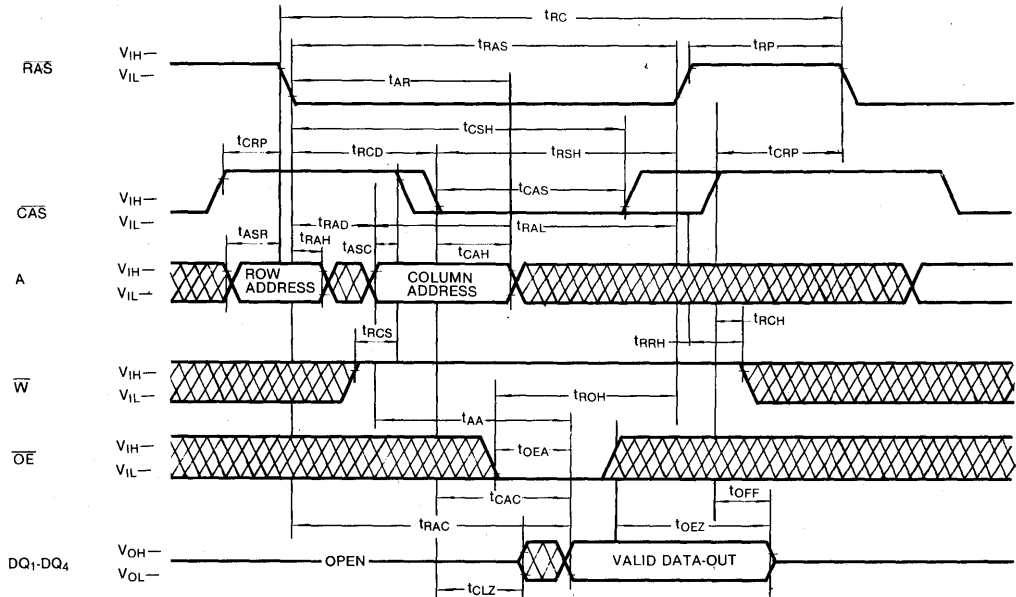 tRC
VIH
tRAS
tRP
RAS
VIL
tAR
tCSH
tCRP
tRCD
tRSH
tCRP
VIH
tCAS
CAS
VIL
tRAD
tRAL
tASR
tRAH
tASC
tCAH
A
VIH
VIL
ROW ADDRESS
COLUMN ADDRESS
tRCS
tRCH
tRRH
W
VIH
VIL
tROH
tAA
OE
VIH
VIL
tOEA
tCAC
tOFF
tRAC
tOEZ
DQ1-DQ4
VOH
VOL
OPEN
VALID DATA-OUT
tCLZ